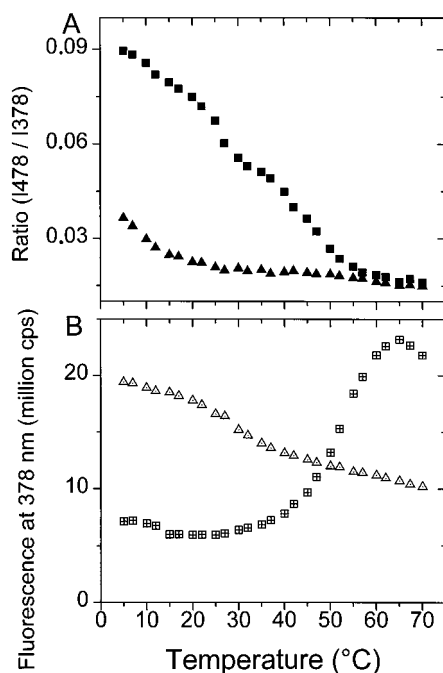 A
Ratio (I478 / I378)
0.09
0.06
0.03
B
Fluorescence at 378 nm (million cps)
20
10
0
0 10 20 30 40 50 60 70
Temperature (°C)